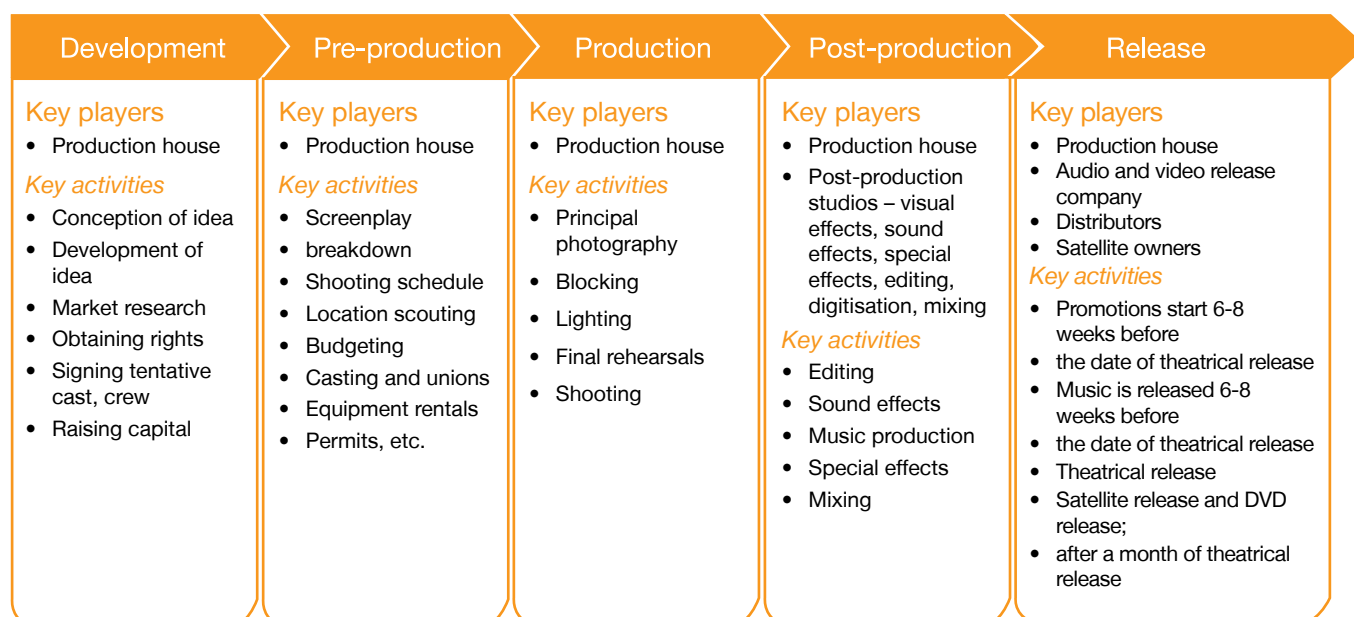 Development
Pre-production
Production
Post-production
Release
Key players
• Production house
Key activities
• Conception of idea
• Development of
idea
• Market research
• Obtaining rights
• Signing tentative
cast, crew
• Raising capital
Key players
• Production house
Key activities
• Screenplay
• breakdown
• Shooting schedule
• Location scouting
• Budgeting
• Casting and unions
• Equipment rentals
• Permits, etc.
Key players
• Production house
Key activities
• Principal
photography
• Blocking
• Lighting
• Final rehearsals
• Shooting
Key players
• Production house
• Post-production
studios – visual
effects, sound
effects, special
effects, editing,
digitisation, mixing
Key activities
• Editing
• Sound effects
• Music production
• Special effects
• Mixing
Key players
• Production house
• Audio and video release
company
• Distributors
• Satellite owners
Key activities
• Promotions start 6-8
weeks before
• the date of theatrical release
• Music is released 6-8
weeks before
• the date of theatrical release
• Theatrical release
• Satellite release and DVD
release;
• after a month of theatrical
release